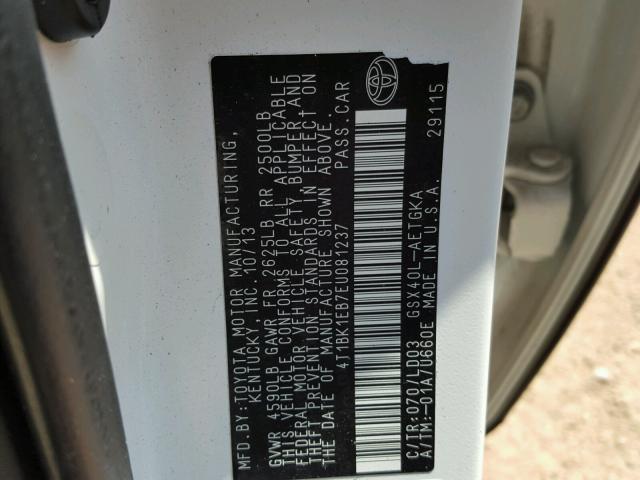 MFD.BY: TOYOTA MOTOR MANUFACTURING,
KENTUCKY, INC. 10/13
GVWR 4590LB GAWR FR 2625LB RR 2500LB
THIS VEHICLE CONFORMS TO ALL APPLICABLE
FEDERAL MOTOR VEHICLE SAFETY, BUMPER, AND
THEFT PREVENTION STANDARDS IN EFFECT ON
THE DATE OF MANUFACTURE SHOWN ABOVE.
4T1BK1EB7EU081237 PASS. CAR
C/TR:070/LD03 GSX40L-AETGKA
A/TM:-01A/U660E MADE IN U.S.A. 29115